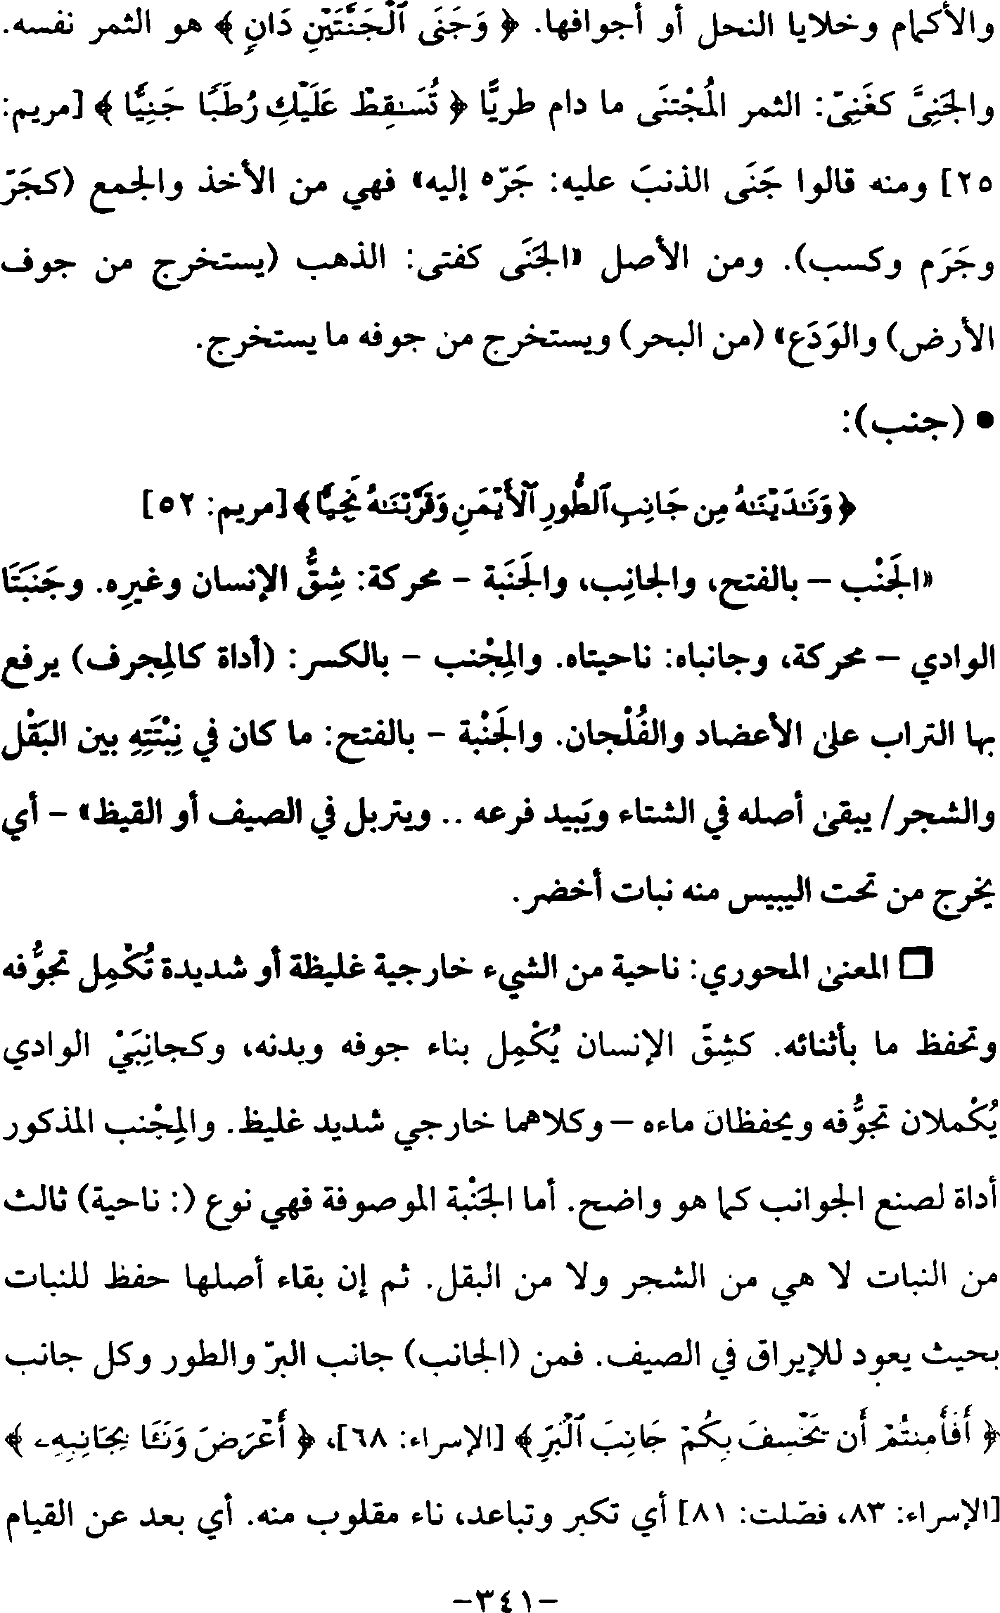 والأكمام وخلايا النحل أو أجوافها. ﴿ وَجَنَى ٱلْجَنَّتَيْنِ دَانٍ ﴾ هو الثمر نفسه.
والجَنِىَّ كغَنِىّ: الثمر المُجْتنَى ما دام طريًّا ﴿ تُسَـٰقِطْ عَلَيْكِ رُطَبًا جَنِيًّا ﴾ [مريم:
٢٥] ومنه قالوا جَنَى الذنبَ عليه: جَرّه إليه» فهي من الأخذ والجمع (كجَرّ
وجَرَم وكسب). ومن الأصل «الجَنَى كفتى: الذهب (يستخرج من جوف
الأرض) والوَدَع» (من البحر) ويستخرج من جوفه ما يستخرج.
• (جنب):
﴿ وَنَـٰدَيْنَـٰهُ مِن جَانِبِ ٱلطُّورِ ٱلْأَيْمَنِ وَقَرَّبْنَـٰهُ نَجِيًّا ﴾ [مريم: ٥٢]
«الجَنْب – بالفتح، والجانِب، والجَنَبة – محركة: شِقُّ الإنسان وغيرِه. وجَنَبَتَا
الوادي – محركة، وجانباه: ناحيتاه. والمِجْنب – بالكسر: (أداة كالمِجرف) يرفع
بها التراب على الأعضاد والفُلْجان. والجَنْبة – بالفتح: ما كان في نِبْتَتِهِ بين البَقْل
والشجر/ يبقى أصله في الشتاء ويَبيد فرعه .. ويتربل في الصيف أو القيظ» – أي
يخرج من تحت اليبيس منه نبات أخضر.
□ المعنى المحوري: ناحية من الشيء خارجية غليظة أو شديدة تُكْمِل تجوُّفه
وتحفظ ما بأثنائه. كشِقّ الإنسان يُكْمِل بناء جوفه وبدنه، وكجانِبَيْ الوادي
يُكْملان تجوُّفه ويحفظان ماءه – وكلاهما خارجي شديد غليظ. والمِجْنب المذكور
أداة لصنع الجوانب كما هو واضح. أما الجَنْبة الموصوفة فهي نوع (: ناحية) ثالث
من النبات لا هي من الشجر ولا من البقل. ثم إن بقاء أصلها حفظ للنبات
بحيث يعود للإيراق في الصيف. فمن (الجانب) جانب البرّ والطور وكل جانب
﴿ أَفَأَمِنتُمْ أَن يَخْسِفَ بِكُمْ جَانِبَ ٱلْبَرِّ ﴾ [الإسراء: ٦٨]، ﴿ أَعْرَضَ وَنَـَٔا بِجَانِبِهِۦ ﴾
[الإسراء: ٨٣، فصّلت: ٨١] أي تكبر وتباعد، ناء مقلوب منه. أي بعد عن القيام
-٣٤١-